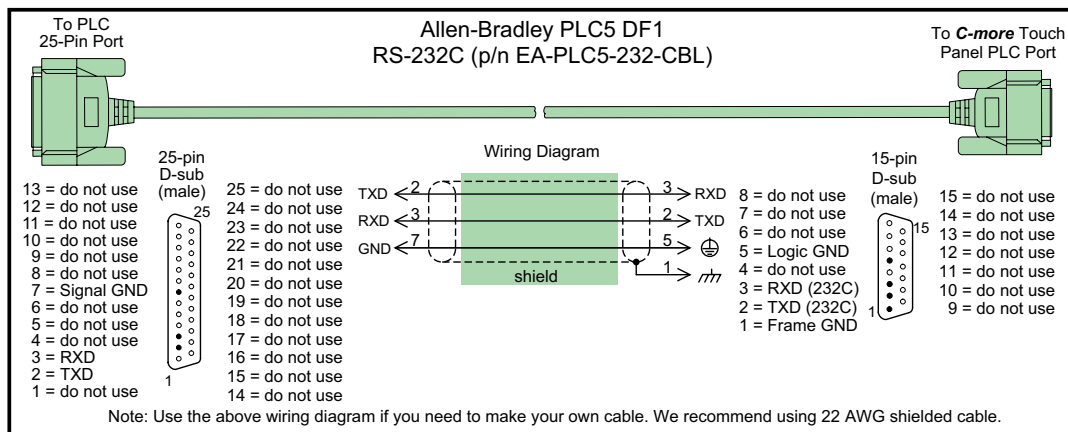 To PLC
25-Pin Port
Allen-Bradley PLC5 DF1
RS-232C (p/n EA-PLC5-232-CBL)
To C-more Touch
Panel PLC Port
25-pin
D-sub
(male)
25
1
13 = do not use
12 = do not use
11 = do not use
10 = do not use
9 = do not use
8 = do not use
7 = Signal GND
6 = do not use
5 = do not use
4 = do not use
3 = RXD
2 = TXD
1 = do not use
25 = do not use
24 = do not use
23 = do not use
22 = do not use
21 = do not use
20 = do not use
19 = do not use
18 = do not use
17 = do not use
16 = do not use
15 = do not use
14 = do not use
Wiring Diagram
TXD 2 3 RXD
RXD 3 2 TXD
GND 7 5
1
shield
8 = do not use
7 = do not use
6 = do not use
5 = Logic GND
4 = do not use
3 = RXD (232C)
2 = TXD (232C)
1 = Frame GND
15-pin
D-sub
(male)
15
1
15 = do not use
14 = do not use
13 = do not use
12 = do not use
11 = do not use
10 = do not use
9 = do not use
Note: Use the above wiring diagram if you need to make your own cable. We recommend using 22 AWG shielded cable.